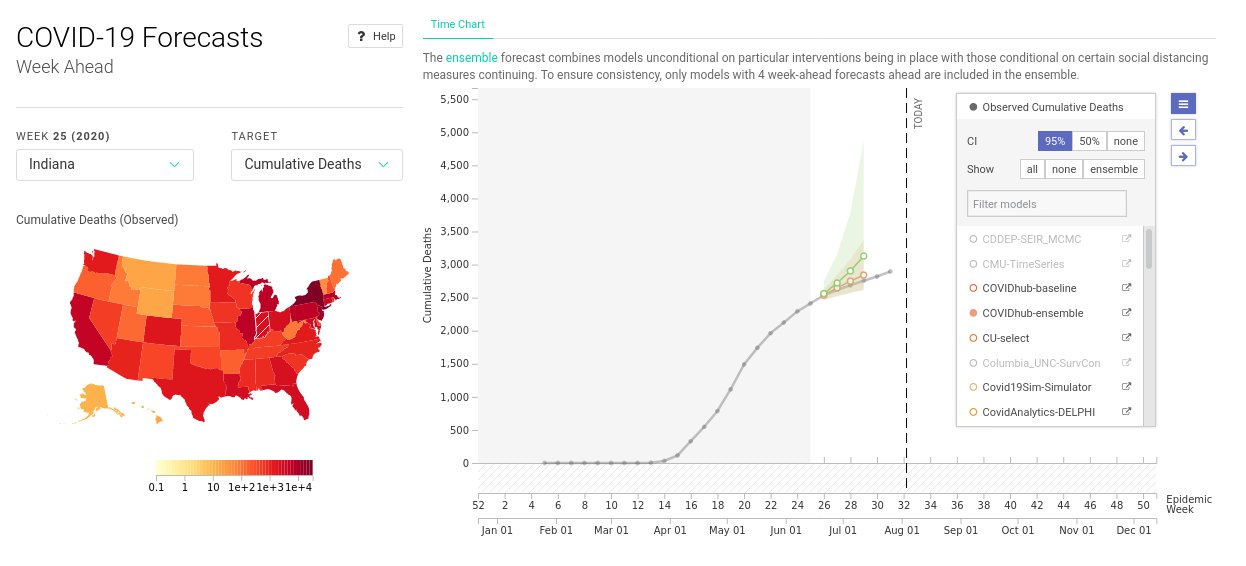 COVID-19 Forecasts
? Help
Week Ahead
WEEK 25 (2020)
TARGET
Indiana
Cumulative Deaths
Cumulative Deaths (Observed)
0.1 1 10 1e+2 1e+3 1e+4
Time Chart
The ensemble forecast combines models unconditional on particular interventions being in place with those conditional on certain social distancing
measures continuing. To ensure consistency, only models with 4 week-ahead forecasts ahead are included in the ensemble.
Cumulative Deaths
5,500
5,000
4,500
4,000
3,500
3,000
2,500
2,000
1,500
1,000
500
0
TODAY
52 2 4 6 8 10 12 14 16 18 20 22 24 26 28 30 32 34 36 38 40 42 44 46 48 50
Epidemic
Week
Jan 01 Feb 01 Mar 01 Apr 01 May 01 Jun 01 Jul 01 Aug 01 Sep 01 Oct 01 Nov 01 Dec 01
Observed Cumulative Deaths
CI 95% 50% none
Show all none ensemble
Filter models
CDDEP-SEIR_MCMC
CMU-TimeSeries
COVIDhub-baseline
COVIDhub-ensemble
CU-select
Columbia_UNC-SurvCon
Covid19Sim-Simulator
CovidAnalytics-DELPHI